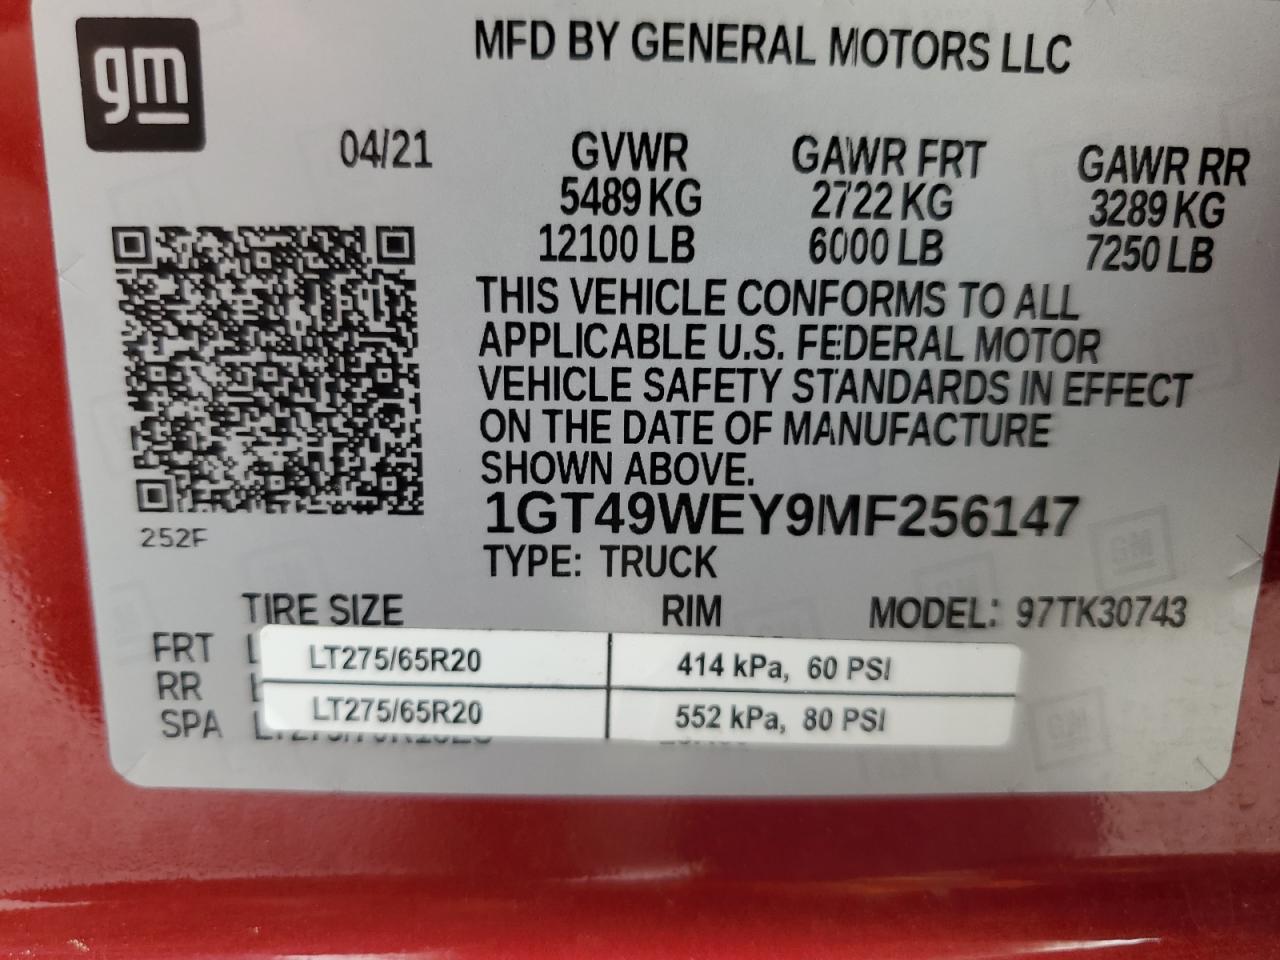 gm
MFD BY GENERAL MOTORS LLC
04/21 GVWR GAWR FRT GAWR RR
5489 KG 2722 KG 3289 KG
12100 LB 6000 LB 7250 LB
THIS VEHICLE CONFORMS TO ALL
APPLICABLE U.S. FEDERAL MOTOR
VEHICLE SAFETY STANDARDS IN EFFECT
ON THE DATE OF MANUFACTURE
SHOWN ABOVE.
1GT49WEY9MF256147
252F
TYPE: TRUCK
TIRE SIZE RIM MODEL: 97TK30743
FRT LT275/65R20 414 kPa, 60 PSI
RR LT275/65R20 552 kPa, 80 PSI
SPA